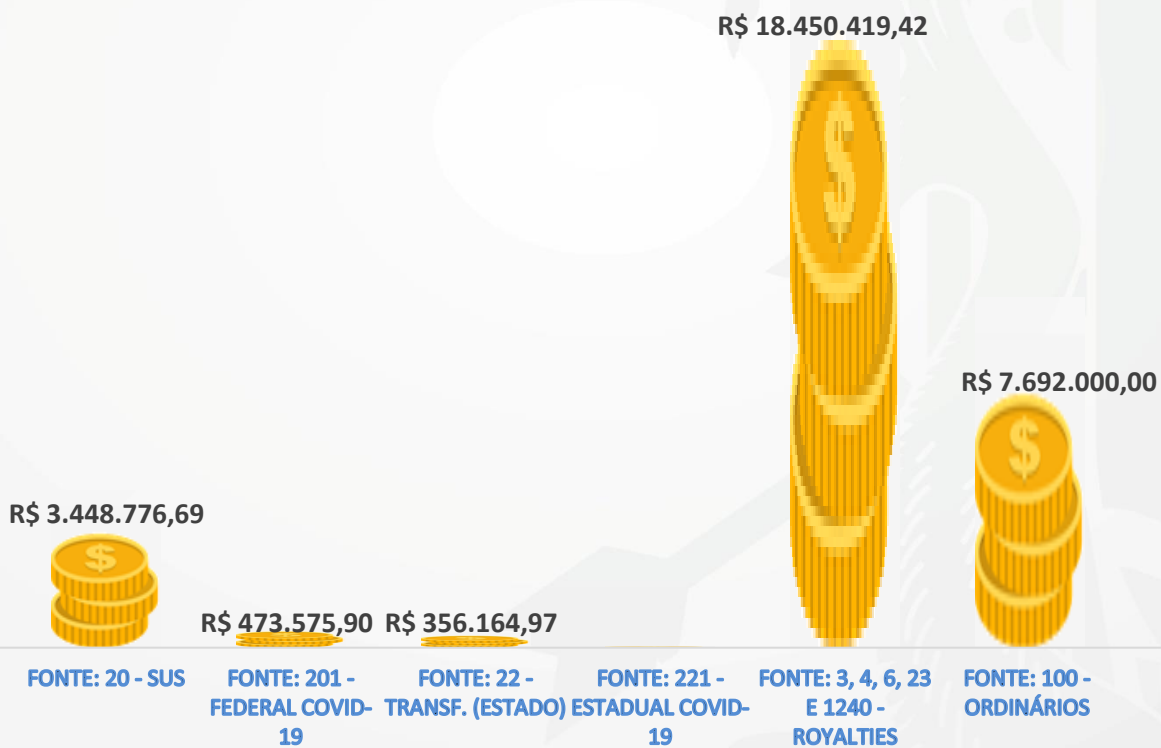 R$ 18.450.419,42
R$ 7.692.000,00
R$ 3.448.776,69
R$ 473.575,90
R$ 356.164,97
FONTE: 20 - SUS
FONTE: 201 -
FEDERAL COVID-
19
FONTE: 22 -
TRANSF. (ESTADO)
FONTE: 221 -
ESTADUAL COVID-
19
FONTE: 3, 4, 6, 23
E 1240 -
ROYALTIES
FONTE: 100 -
ORDINÁRIOS